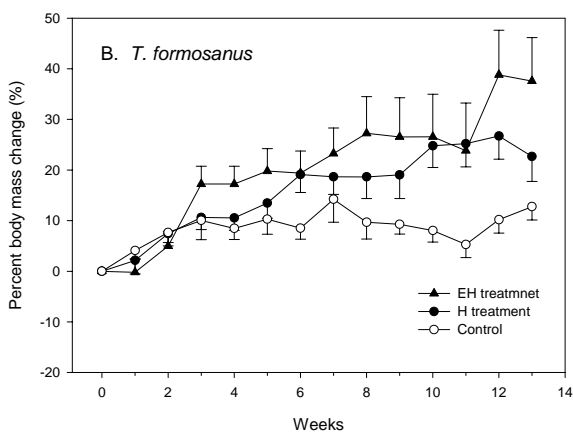 50
40
30
20
10
0
-10
-20
Percent body mass change (%)
B. T. formosanus
EH treatmnet
H treatment
Control
0 2 4 6 8 10 12 14
Weeks